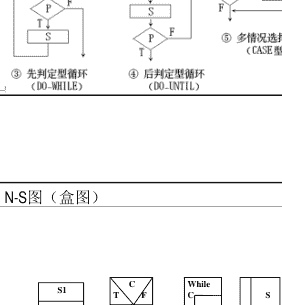 P F
T
S
③ 先判定型循环
(DO-WHILE)
S
P F
T
④ 后判定型循环
(DO-UNTIL)
F
⑤ 多情况选择
(CASE型
N-S图（盒图）
S1
C
T F
While
C
S